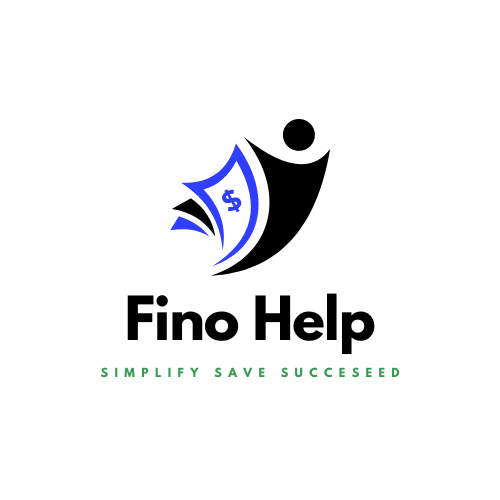 $
Fino Help
SIMPLIFY SAVE SUCCESEED